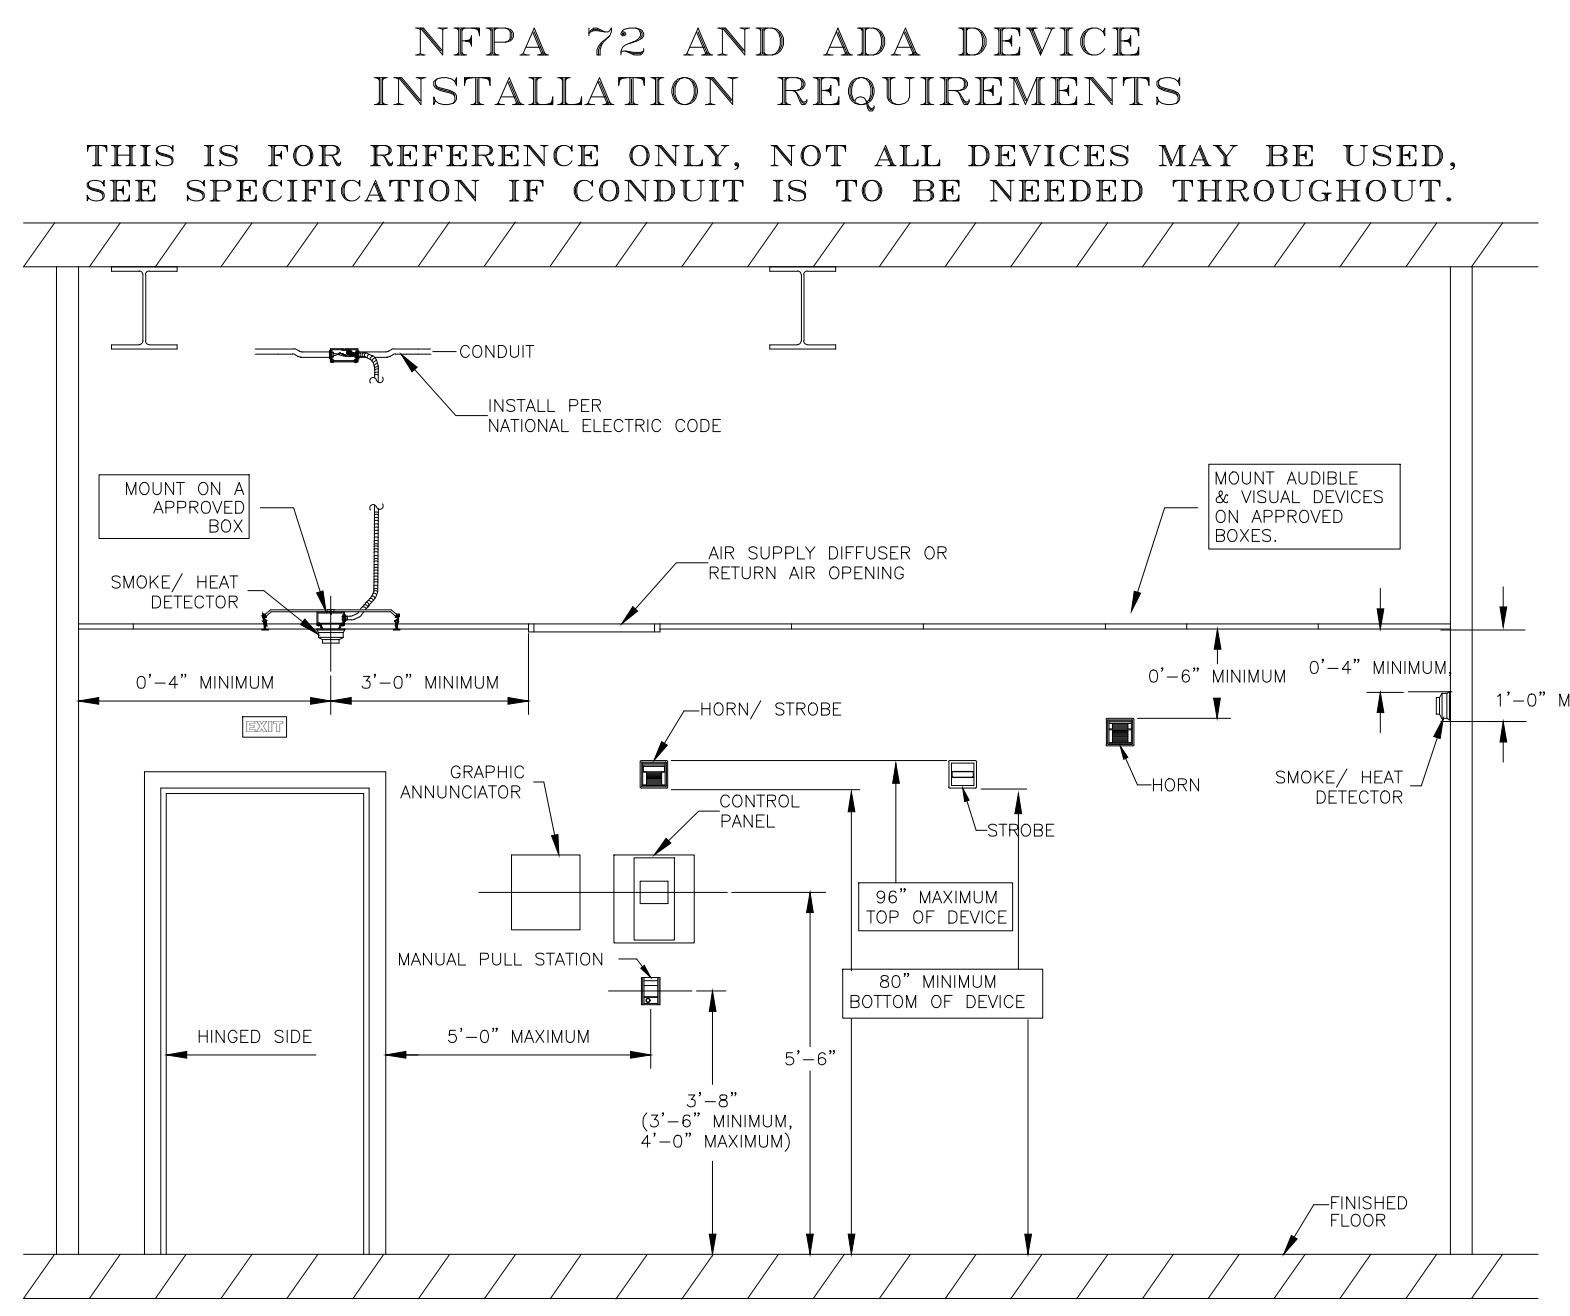 NFPA 72 AND ADA DEVICE
INSTALLATION REQUIREMENTS
THIS IS FOR REFERENCE ONLY, NOT ALL DEVICES MAY BE USED,
SEE SPECIFICATION IF CONDUIT IS TO BE NEEDED THROUGHOUT.
CONDUIT
INSTALL PER
NATIONAL ELECTRIC CODE
MOUNT ON A
APPROVED
BOX
MOUNT AUDIBLE
& VISUAL DEVICES
ON APPROVED
BOXES.
AIR SUPPLY DIFFUSER OR
RETURN AIR OPENING
SMOKE/ HEAT
DETECTOR
0'-4" MINIMUM
3'-0" MINIMUM
0'-6" MINIMUM
0'-4" MINIMUM,
1'-0" M
EXIT
HORN/ STROBE
GRAPHIC
ANNUNCIATOR
CONTROL
PANEL
STROBE
HORN
SMOKE/ HEAT
DETECTOR
96" MAXIMUM
TOP OF DEVICE
MANUAL PULL STATION
80" MINIMUM
BOTTOM OF DEVICE
HINGED SIDE
5'-0" MAXIMUM
5'-6"
3'-8"
(3'-6" MINIMUM,
4'-0" MAXIMUM)
FINISHED
FLOOR